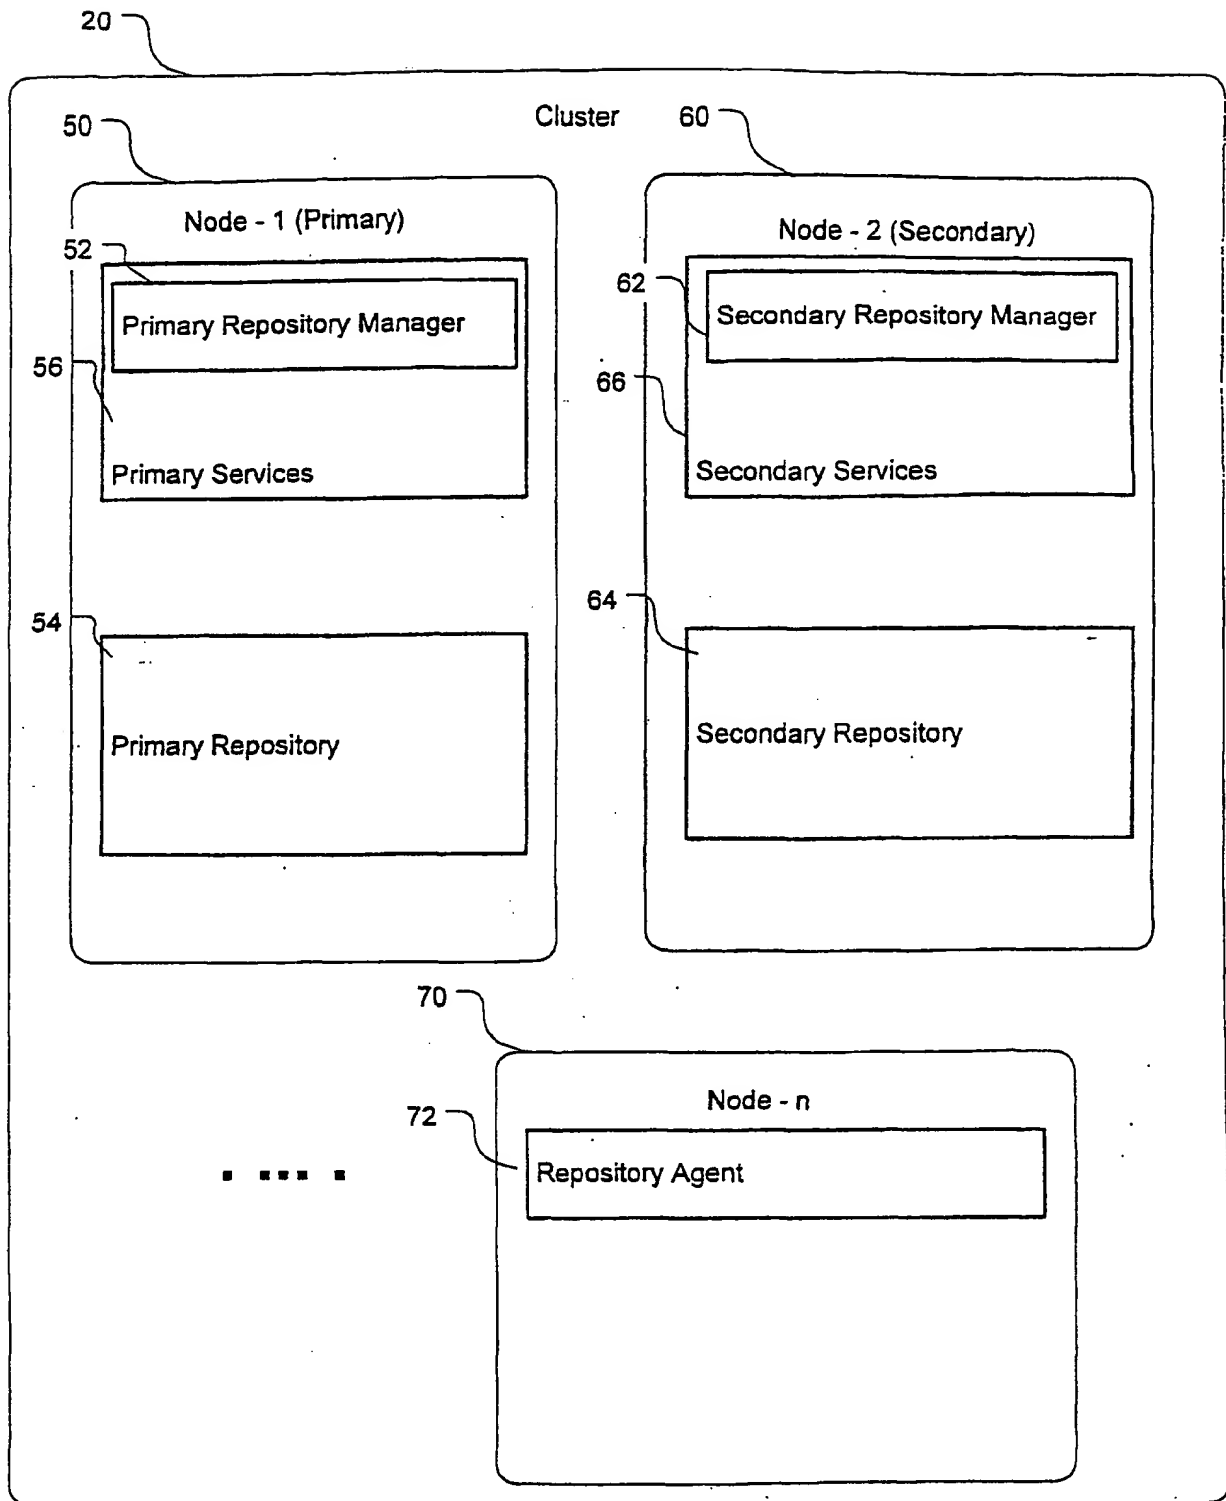 20
Cluster
50
60
Node - 1 (Primary)
Node - 2 (Secondary)
52
62
Primary Repository Manager
Secondary Repository Manager
56
66
Primary Services
Secondary Services
54
64
Primary Repository
Secondary Repository
70
Node - n
72
Repository Agent